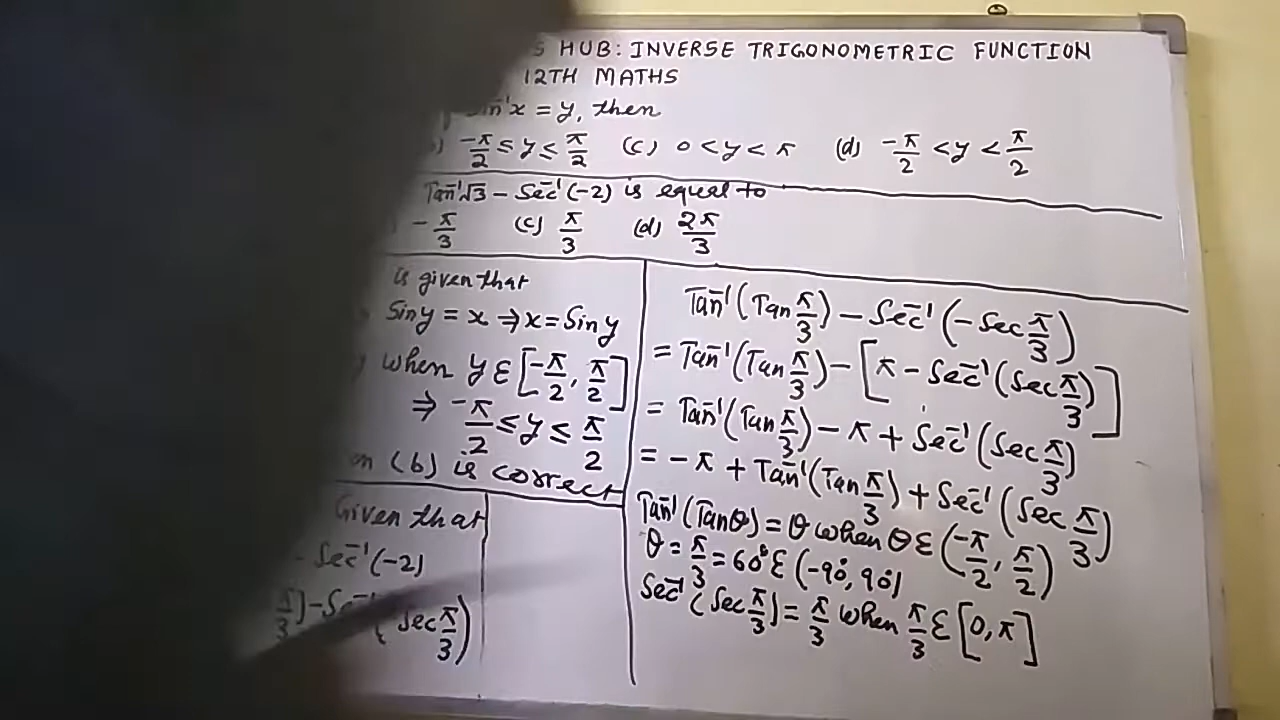 HUB: INVERSE TRIGONOMETRIC FUNCTION
12TH MATHS
Sin⁻¹x = y, then
-π/2 ≤ y ≤ π/2 (c) 0 < y < π (d) -π/2 < y < π/2
Tan⁻¹√3 - Sec⁻¹(-2) is equal to
-π/3 (c) π/3 (d) 2π/3
is given that
Sin y = x ⇒ x = Sin y
when y ε [-π/2, π/2]
⇒ -π/2 ≤ y ≤ π/2
(b) is correct
Given that
- Sec⁻¹(-2)
Sec π/3)
Tan⁻¹(Tan π/3) - Sec⁻¹(-Sec π/3)
= Tan⁻¹(Tan π/3) - [π - Sec⁻¹(Sec π/3)]
= Tan⁻¹(Tan π/3) - π + Sec⁻¹(Sec π/3)
= -π + Tan⁻¹(Tan π/3) + Sec⁻¹(Sec π/3)
Tan⁻¹(Tanθ) = θ when θ ε (-π/2, π/2)
θ = π/3 = 60° ε (-90°, 90°)
Sec⁻¹(Sec π/3) = π/3 when π/3 ε [0, π]